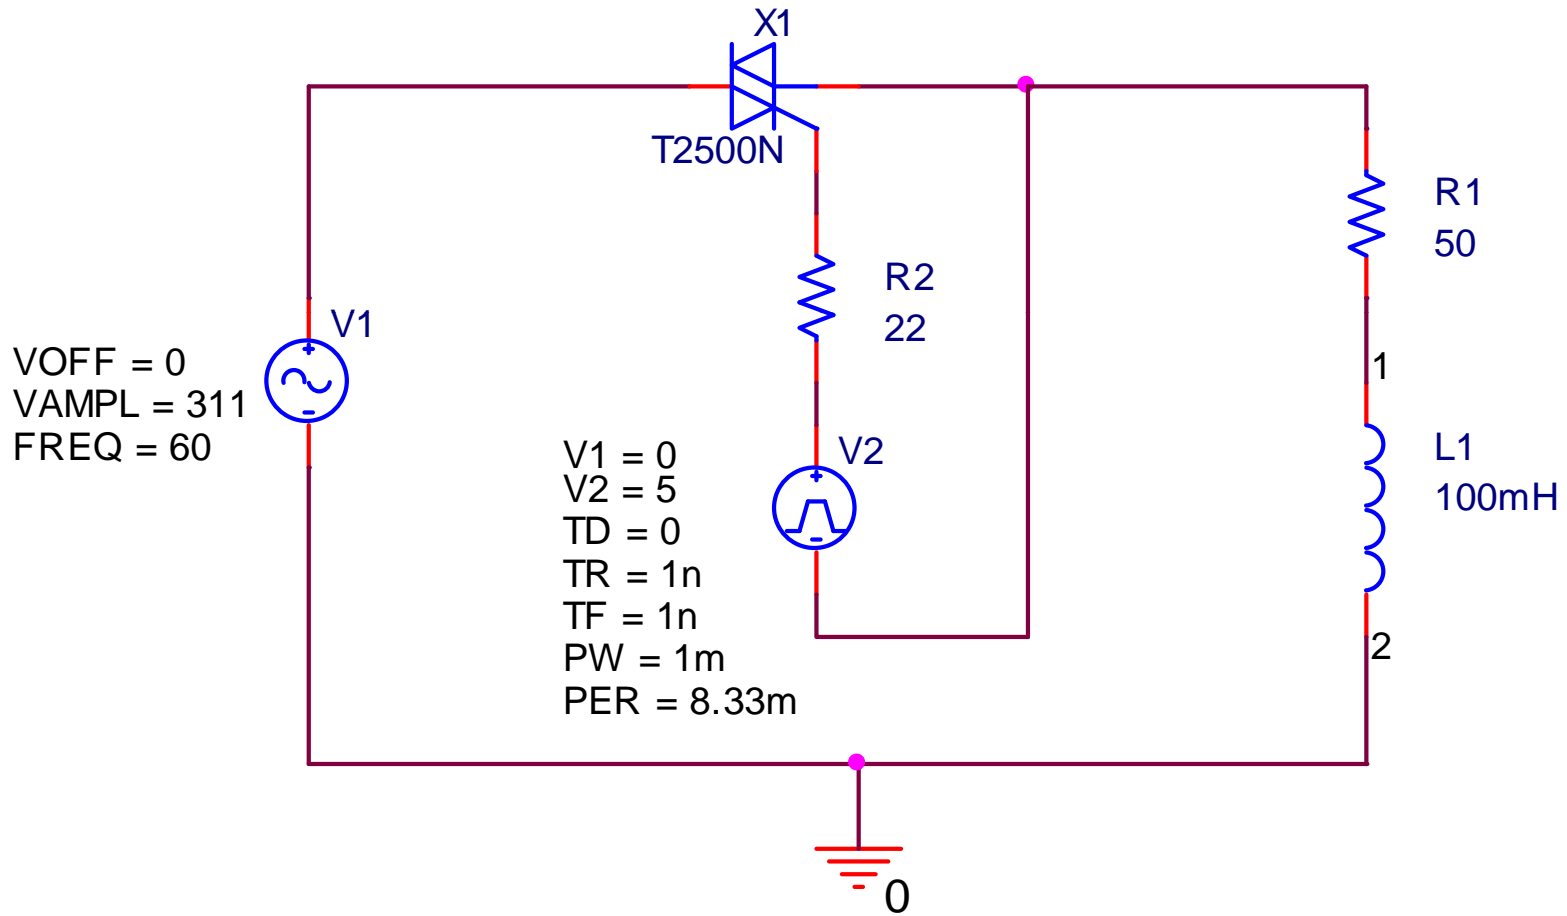 X1
T2500N
R1
50
R2
22
V1
VOFF = 0
VAMPL = 311
FREQ = 60
1
V2
V1 = 0
V2 = 5
TD = 0
TR = 1n
TF = 1n
PW = 1m
PER = 8.33m
L1
100mH
2
0